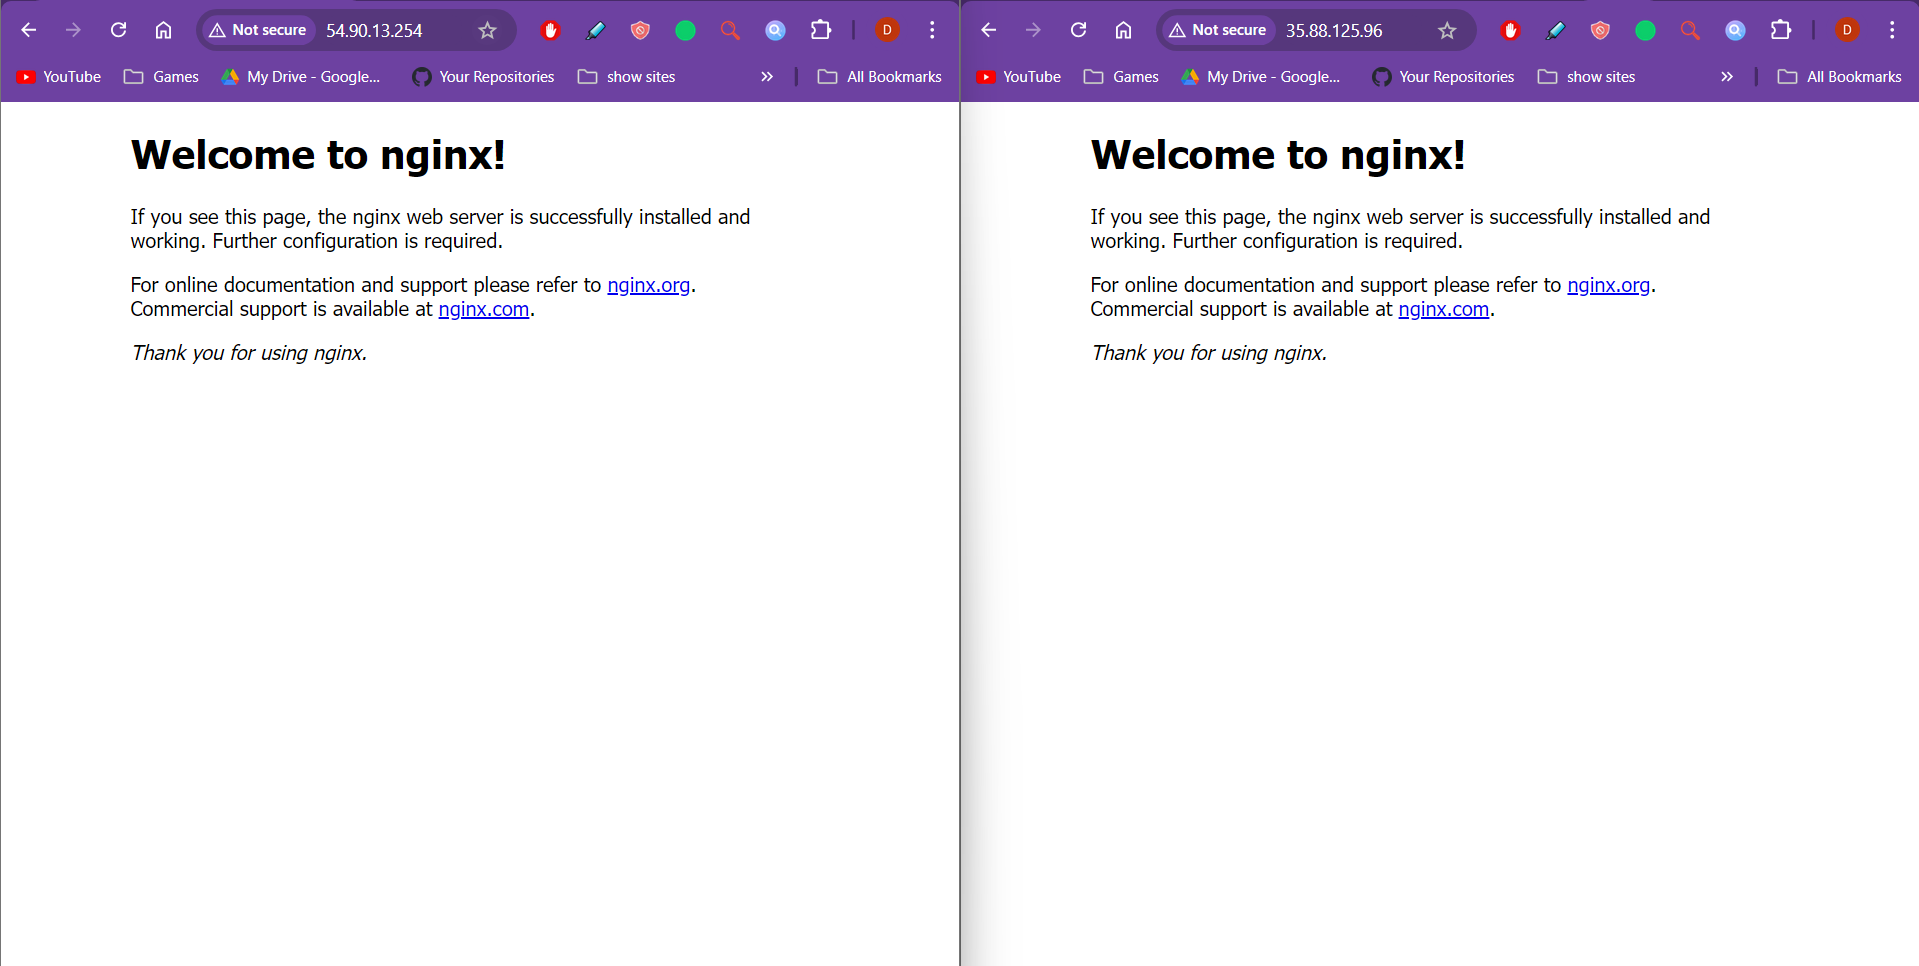 Not secure 54.90.13.254 D
YouTube Games My Drive - Google... Your Repositories show sites » All Bookmarks
Welcome to nginx!
If you see this page, the nginx web server is successfully installed and
working. Further configuration is required.
For online documentation and support please refer to nginx.org.
Commercial support is available at nginx.com.
Thank you for using nginx.
Not secure 35.88.125.96 D
YouTube Games My Drive - Google... Your Repositories show sites » All Bookmarks
Welcome to nginx!
If you see this page, the nginx web server is successfully installed and
working. Further configuration is required.
For online documentation and support please refer to nginx.org.
Commercial support is available at nginx.com.
Thank you for using nginx.